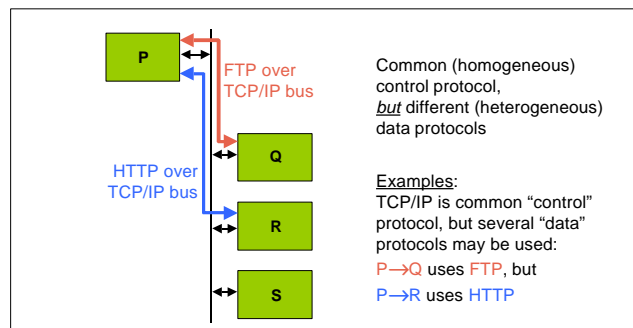 P
FTP over
TCP/IP bus
Q
HTTP over
TCP/IP bus
R
S
Common (homogeneous)
control protocol,
but different (heterogeneous)
data protocols
Examples:
TCP/IP is common “control”
protocol, but several “data”
protocols may be used:
P→Q uses FTP, but
P→R uses HTTP